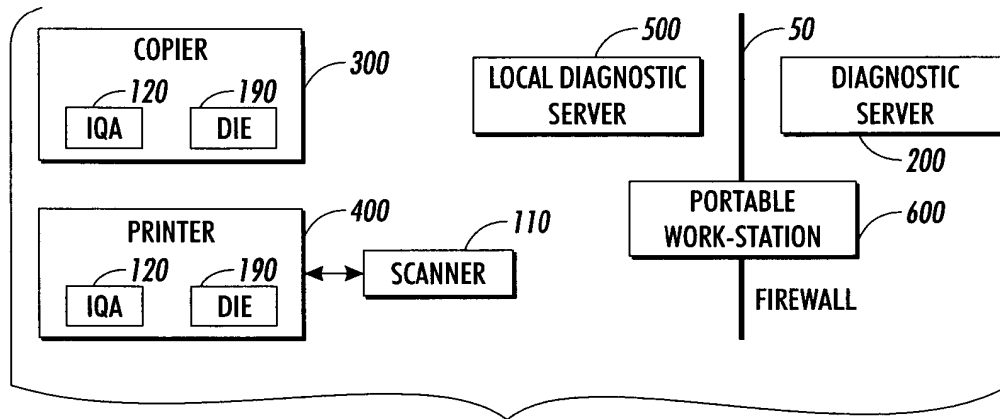 COPIER
120
IQA
190
DIE
300
500
LOCAL DIAGNOSTIC
SERVER
50
DIAGNOSTIC
SERVER
200
PRINTER
120
IQA
190
DIE
400
110
SCANNER
PORTABLE
WORK-STATION
600
FIREWALL